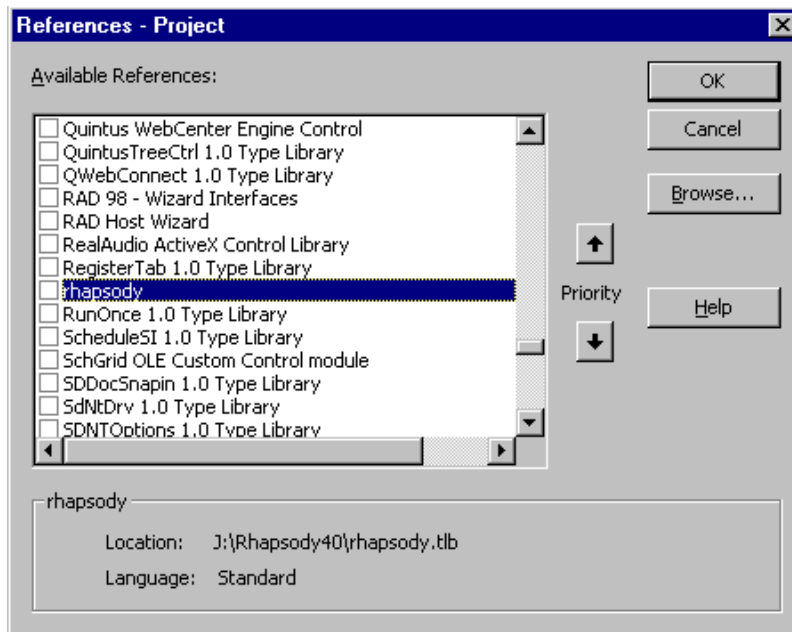 References - Project
Available References:
Quintus WebCenter Engine Control
QuintusTreeCtrl 1.0 Type Library
QWebConnect 1.0 Type Library
RAD 98 - Wizard Interfaces
RAD Host Wizard
RealAudio ActiveX Control Library
RegisterTab 1.0 Type Library
rhapsody
RunOnce 1.0 Type Library
ScheduleSI 1.0 Type Library
SchGrid OLE Custom Control module
SDDocSnapin 1.0 Type Library
SdNtDrv 1.0 Type Library
SDNTOptions 1.0 Type Library
Priority
OK
Cancel
Browse...
Help
rhapsody
Location: J:\Rhapsody40\rhapsody.tlb
Language: Standard